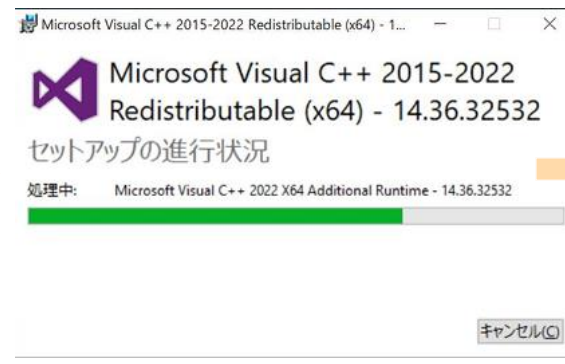 Microsoft Visual C++ 2015-2022 Redistributable (x64) - 1...
Microsoft Visual C++ 2015-2022
Redistributable (x64) - 14.36.32532
セットアップの進行状況
処理中: Microsoft Visual C++ 2022 X64 Additional Runtime - 14.36.32532
キャンセル(C)